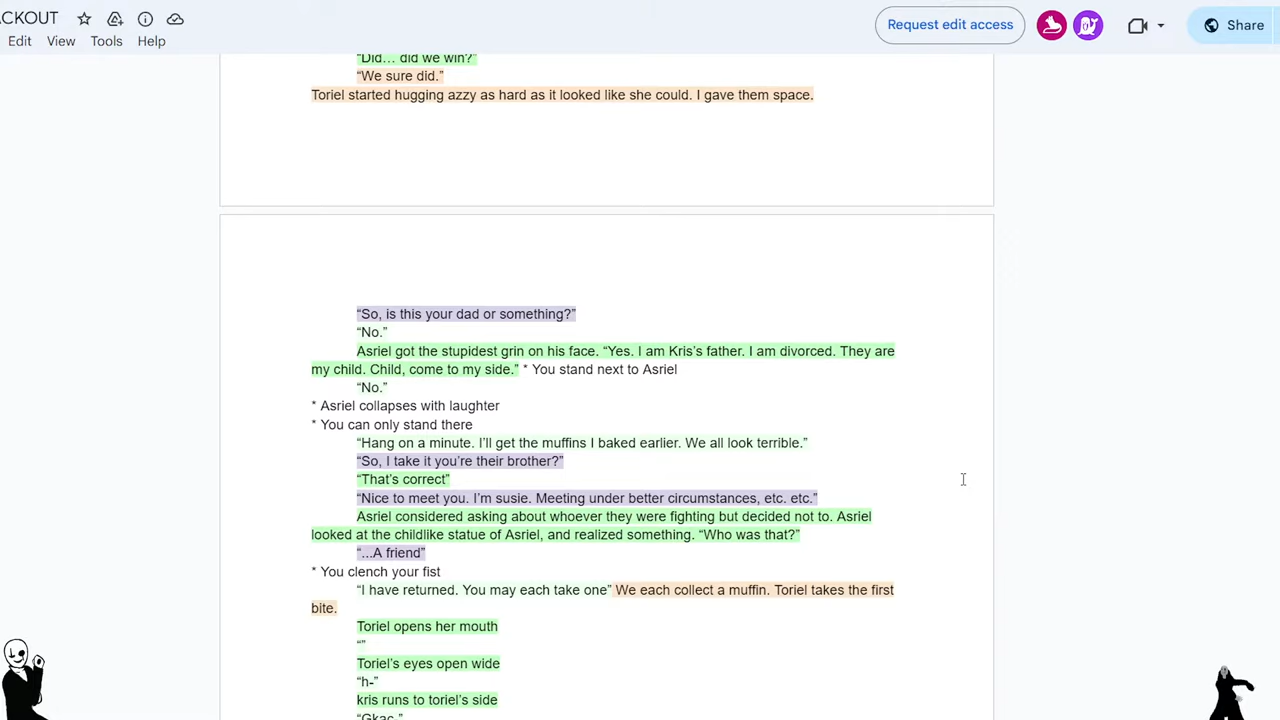 CKOUT
Edit View Tools Help
Request edit access
Share
“Did… did we win?”
“We sure did.”
Toriel started hugging azzy as hard as it looked like she could. I gave them space.
“So, is this your dad or something?”
“No.”
Asriel got the stupidest grin on his face. “Yes. I am Kris’s father. I am divorced. They are
my child. Child, come to my side.” * You stand next to Asriel
“No.”
* Asriel collapses with laughter
* You can only stand there
“Hang on a minute. I’ll get the muffins I baked earlier. We all look terrible.”
“So, I take it you’re their brother?”
“That’s correct”
“Nice to meet you. I’m susie. Meeting under better circumstances, etc. etc.”
Asriel considered asking about whoever they were fighting but decided not to. Asriel
looked at the childlike statue of Asriel, and realized something. “Who was that?”
“...A friend”
* You clench your fist
“I have returned. You may each take one” We each collect a muffin. Toriel takes the first
bite.
Toriel opens her mouth
“”
Toriel’s eyes open wide
“h-”
kris runs to toriel’s side
“Gkac-”